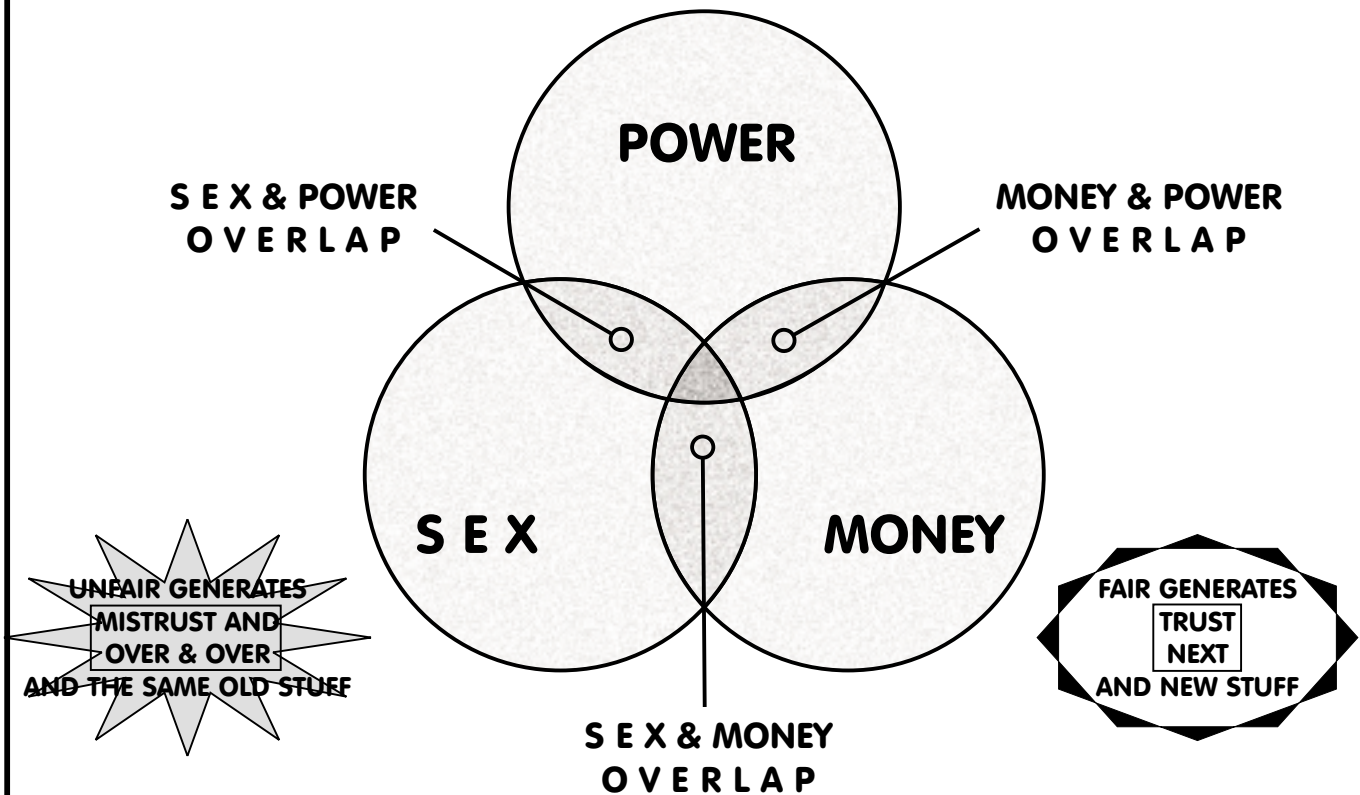 POWER
S E X & POWER
O V E R L A P
MONEY & POWER
O V E R L A P
S E X
MONEY
UNFAIR GENERATES
MISTRUST AND
OVER & OVER
AND THE SAME OLD STUFF
FAIR GENERATES
TRUST
NEXT
AND NEW STUFF
S E X & MONEY
O V E R L A P